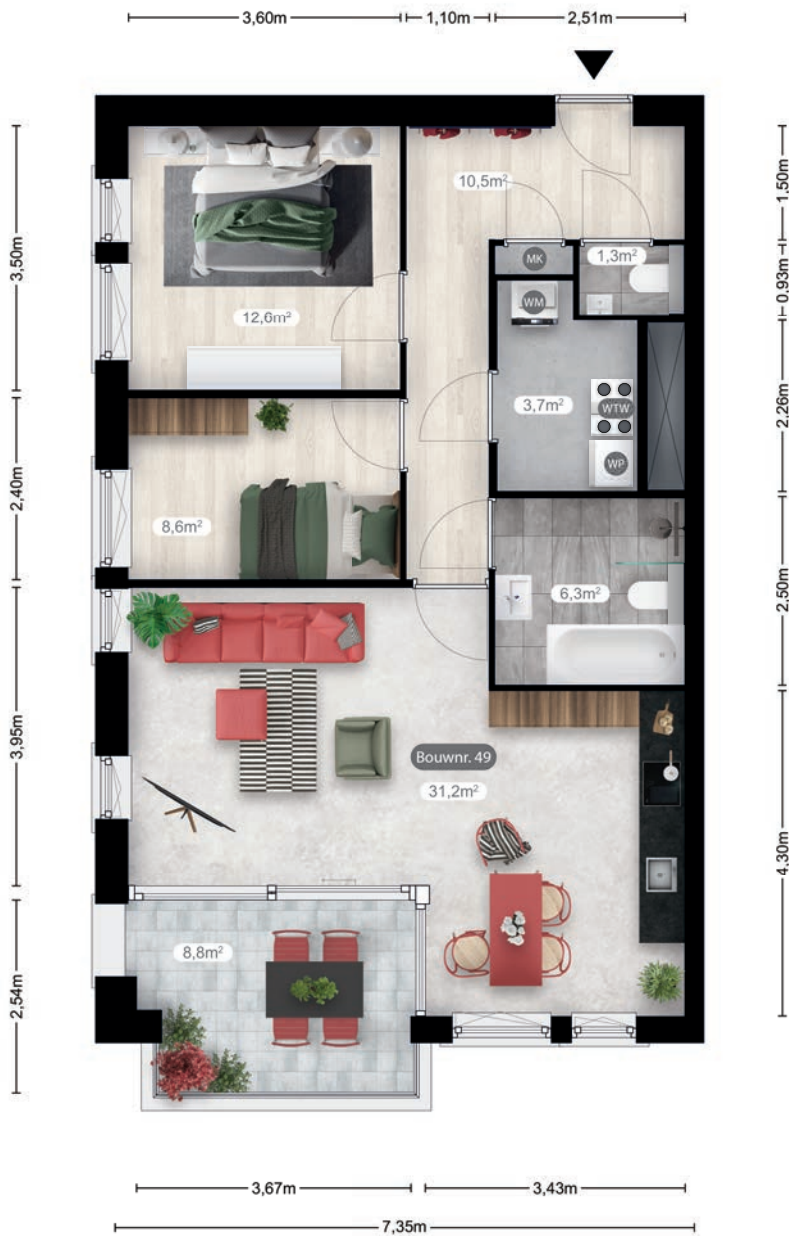 3,60m 1,10m 2,51m
10,5m²
1,50m
3,50m
MK
1,3m²
0,93m
WM
12,6m²
3,7m²
WTW
2,26m
WP
2,40m
8,6m²
6,3m²
2,50m
3,95m
Bouwnr. 49
31,2m²
4,30m
8,8m²
2,54m
3,67m 3,43m
7,35m